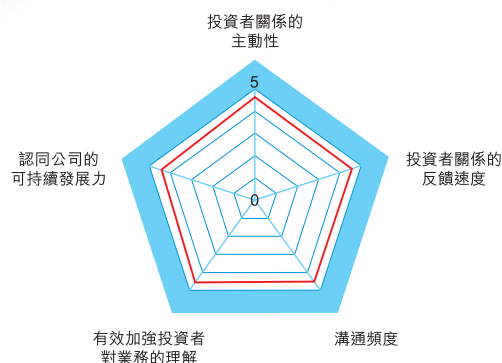 投資者關係的
主動性
5
認同公司的
可持續發展力
投資者關係的
反饋速度
0
有效加強投資者
對業務的理解
溝通頻度